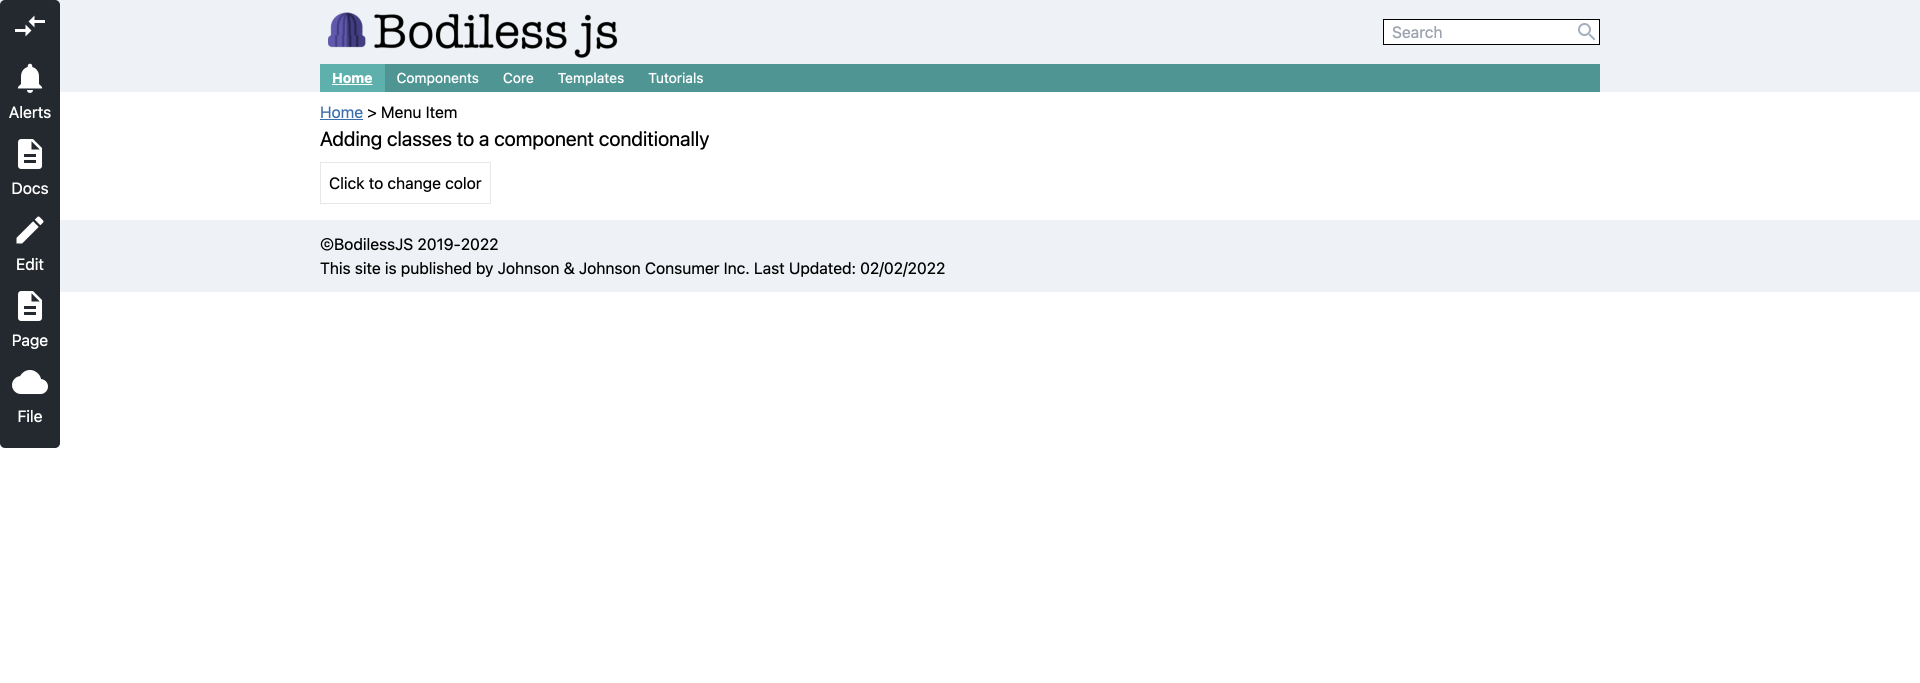 Bodiless js
Search
Home Components Core Templates Tutorials
Alerts
Docs
Edit
Page
File
Home > Menu Item
Adding classes to a component conditionally
Click to change color
©BodilessJS 2019-2022
This site is published by Johnson & Johnson Consumer Inc. Last Updated: 02/02/2022